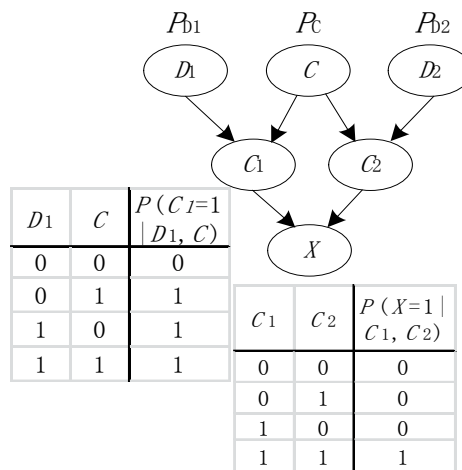 PD1 PC PD2
D1 C D2
C1 C2
X
D1 C P(C1=1 | D1, C)
0 0 0
0 1 1
1 0 1
1 1 1
C1 C2 P(X=1 | C1, C2)
0 0 0
0 1 0
1 0 0
1 1 1